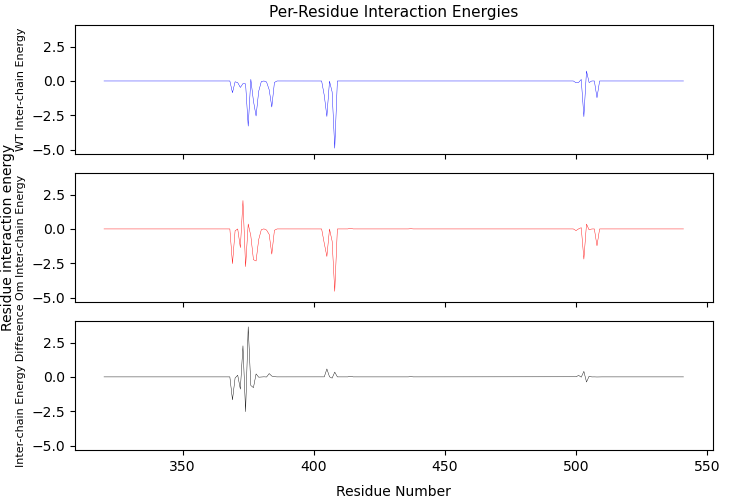 Per-Residue Interaction Energies
Residue interaction energy
WT Inter-chain Energy
2.5
0.0
−2.5
−5.0
Om Inter-chain Energy
2.5
0.0
−2.5
−5.0
Inter-chain Energy Difference
2.5
0.0
−2.5
−5.0
350
400
450
500
550
Residue Number